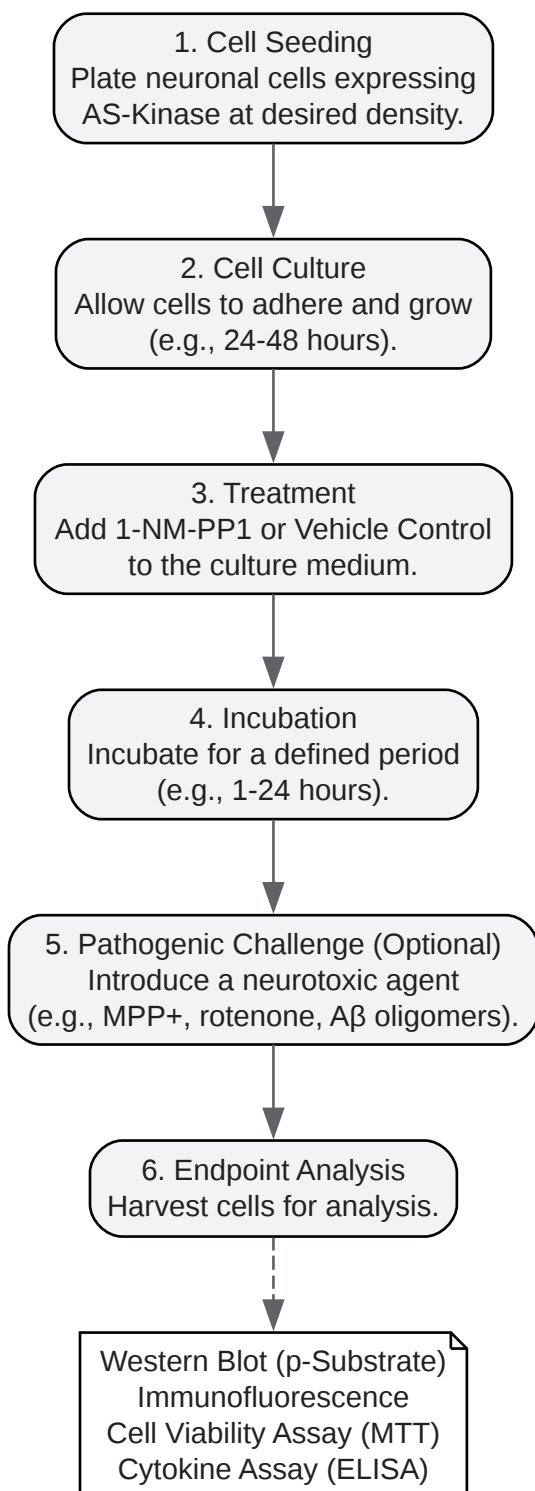 1. Cell Seeding
Plate neuronal cells expressing
AS-Kinase at desired density.
2. Cell Culture
Allow cells to adhere and grow
(e.g., 24-48 hours).
3. Treatment
Add 1-NM-PP1 or Vehicle Control
to the culture medium.
4. Incubation
Incubate for a defined period
(e.g., 1-24 hours).
5. Pathogenic Challenge (Optional)
Introduce a neurotoxic agent
(e.g., MPP+, rotenone, Aβ oligomers).
6. Endpoint Analysis
Harvest cells for analysis.
Western Blot (p-Substrate)
Immunofluorescence
Cell Viability Assay (MTT)
Cytokine Assay (ELISA)